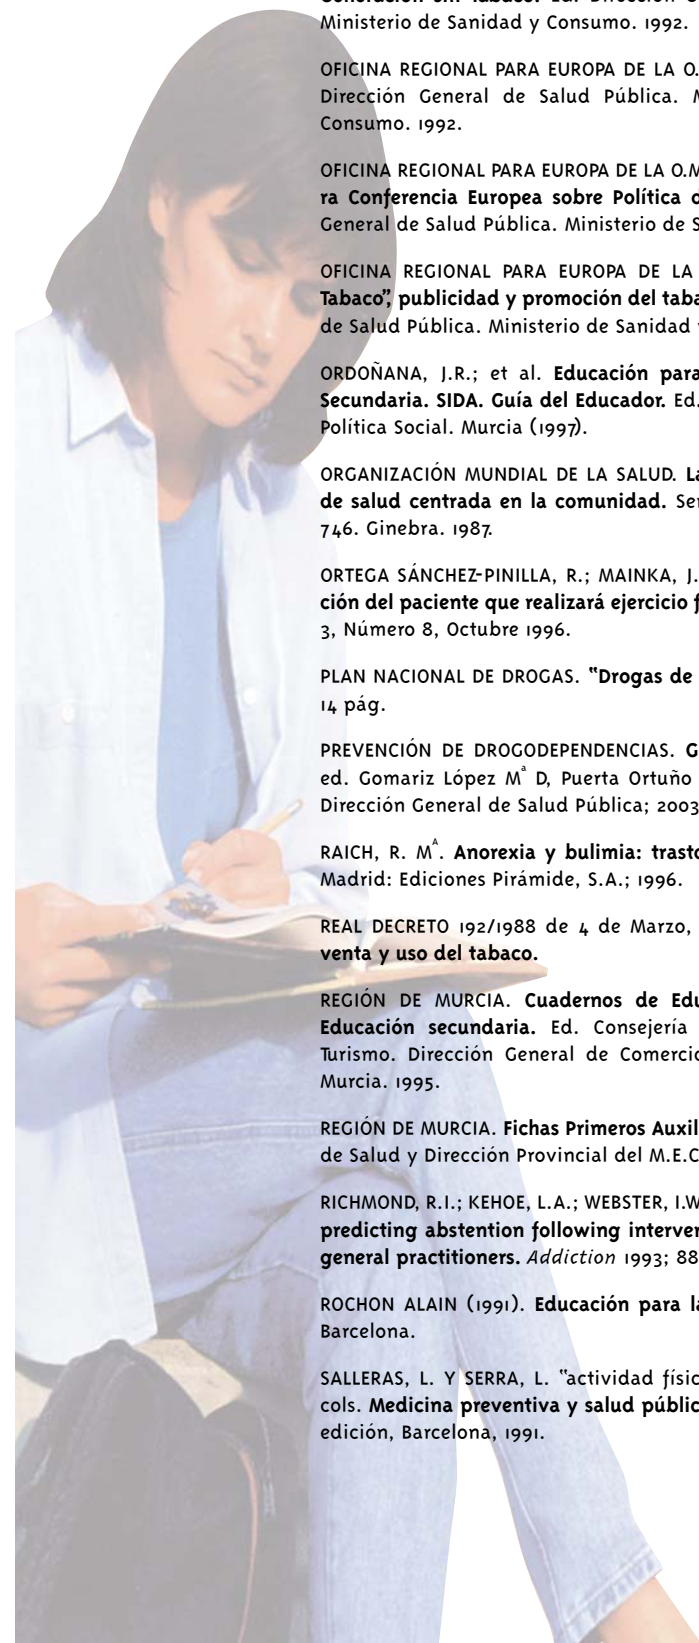 Ministerio de Sanidad y Consumo. 1992.
OFICINA REGIONAL PARA EUROPA DE LA O.
Dirección General de Salud Pública. M
Consumo. 1992.
OFICINA REGIONAL PARA EUROPA DE LA O.M
ra Conferencia Europea sobre Política d
General de Salud Pública. Ministerio de S
OFICINA REGIONAL PARA EUROPA DE LA
Tabaco”, publicidad y promoción del taba
de Salud Pública. Ministerio de Sanidad
ORDOÑANA, J.R.; et al. Educación para
Secundaria. SIDA. Guía del Educador. Ed.
Política Social. Murcia (1997).
ORGANIZACIÓN MUNDIAL DE LA SALUD. La
de salud centrada en la comunidad. Ser
746. Ginebra. 1987.
ORTEGA SÁNCHEZ-PINILLA, R.; MAINKA, J.
ción del paciente que realizará ejercicio f
3, Número 8, Octubre 1996.
PLAN NACIONAL DE DROGAS. “Drogas de
14 pág.
PREVENCIÓN DE DROGODEPENDENCIAS. G
ed. Gomariz López Mª D, Puerta Ortuño
Dirección General de Salud Pública; 2003
RAICH, R. Mᴬ. Anorexia y bulimia: trasto
Madrid: Ediciones Pirámide, S.A.; 1996.
REAL DECRETO 192/1988 de 4 de Marzo,
venta y uso del tabaco.
REGIÓN DE MURCIA. Cuadernos de Edu
Educación secundaria. Ed. Consejería
Turismo. Dirección General de Comercio
Murcia. 1995.
REGIÓN DE MURCIA. Fichas Primeros Auxil
de Salud y Dirección Provincial del M.E.C
RICHMOND, R.I.; KEHOE, L.A.; WEBSTER, I.W
predicting abstention following interven
general practitioners. Addiction 1993; 88
ROCHON ALAIN (1991). Educación para la
Barcelona.
SALLERAS, L. Y SERRA, L. “actividad físic
cols. Medicina preventiva y salud públic
edición, Barcelona, 1991.